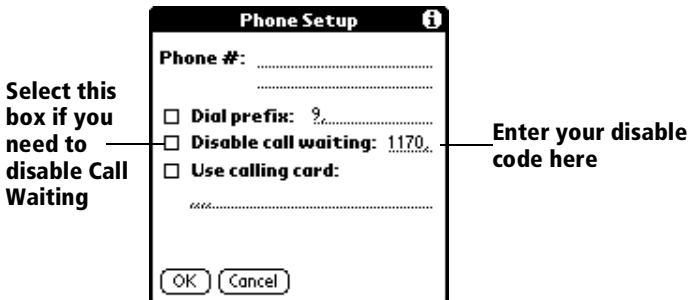 Phone Setup
Phone #:
Select this
box if you
need to
disable Call
Waiting
Dial prefix: 9,
Disable call waiting: 1170,
Use calling card:
,,,,
Enter your disable
code here
OK Cancel